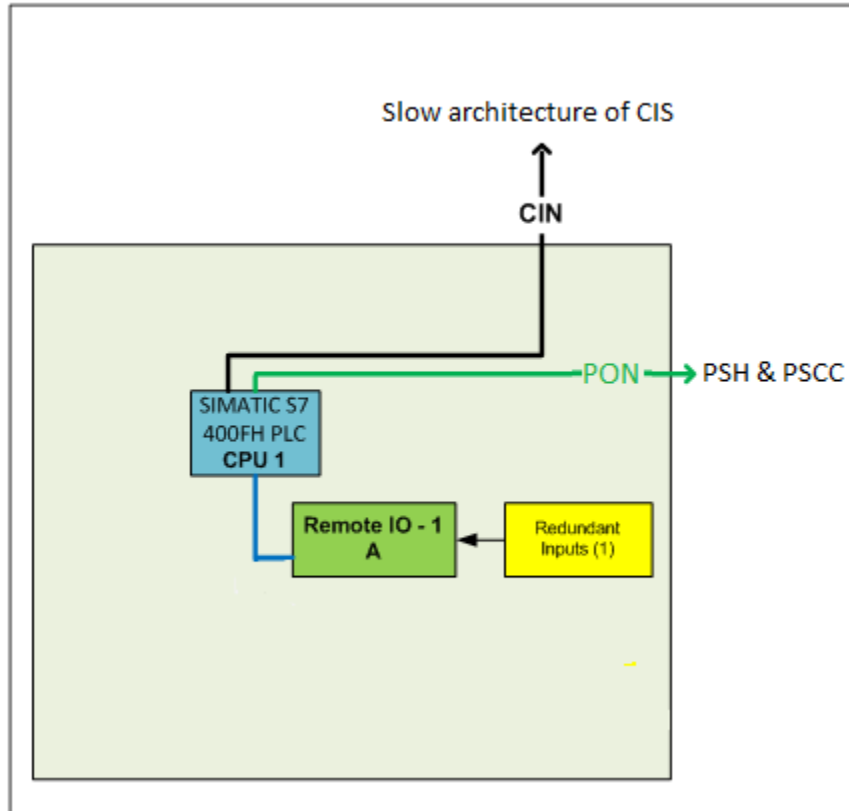 Slow architecture of CIS
CIN
PON
PSH & PSCC
SIMATIC S7
400FH PLC
CPU 1
Remote IO - 1
A
Redundant
Inputs (1)